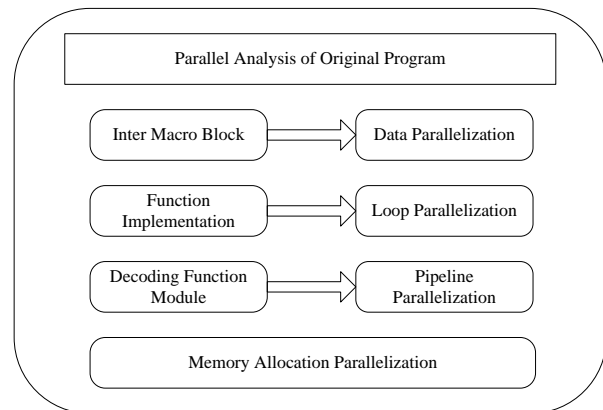 Parallel Analysis of Original Program
Inter Macro Block
Data Parallelization
Function
Implementation
Loop Parallelization
Decoding Function
Module
Pipeline
Parallelization
Memory Allocation Parallelization